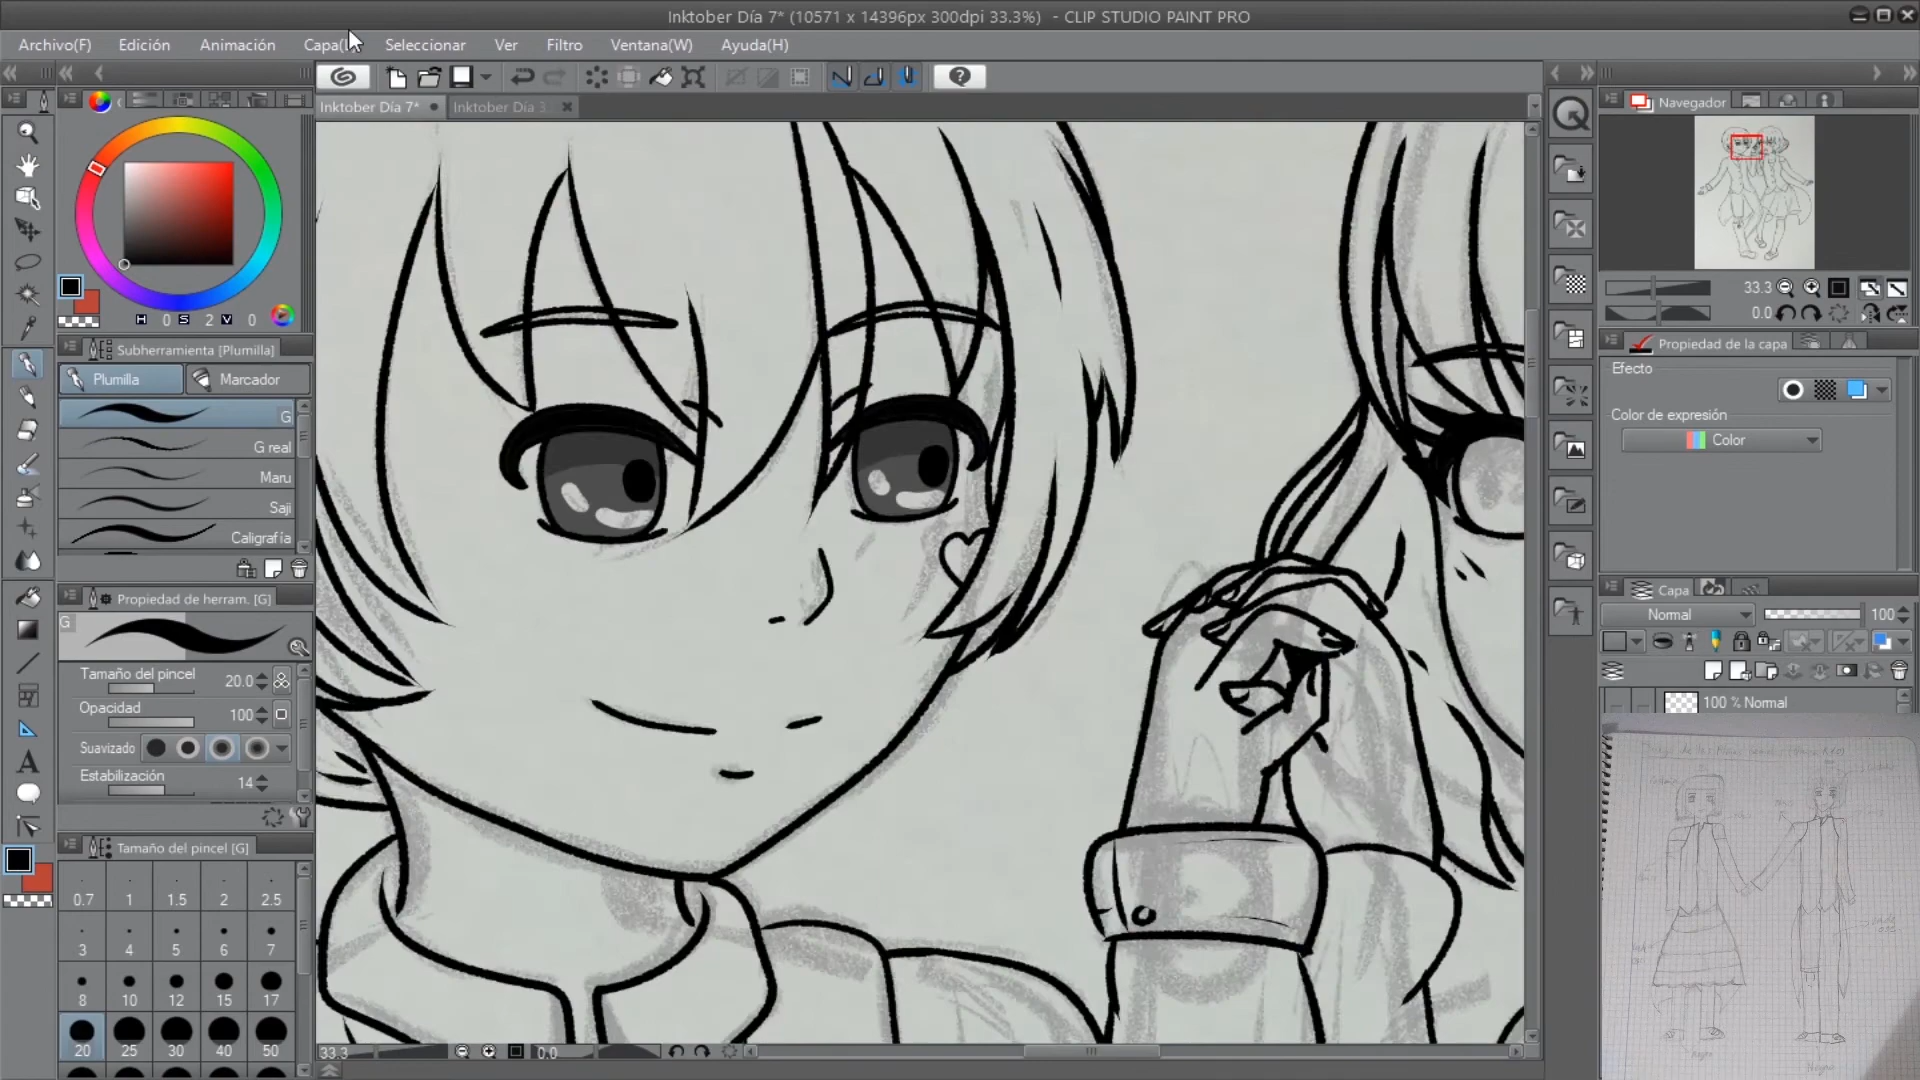 Inktober Día 7* (10571 x 14396px 300dpi 33.3%) - CLIP STUDIO PAINT PRO
Archivo(F) Edición Animación Capa( Seleccionar Ver Filtro Ventana(W) Ayuda(H)
Inktober Día 7* Inktober Día 3
H 0 S 2 V 0
Subherramienta [Plumilla]
Plumilla Marcador
G
G real
Maru
Saji
Caligrafía
Propiedad de herram. [G]
G
Tamaño del pincel 20.0
Opacidad 100
Suavizado
Estabilización 14
Tamaño del pincel [G]
0.7 1 1.5 2 2.5
3 4 5 6 7
8 10 12 15 17
20 25 30 40 50
33.3 0.0
Navegador
33.3
0.0
Propiedad de la capa
Efecto
Color de expresión
Color
Capa
Normal 100
100 % Normal